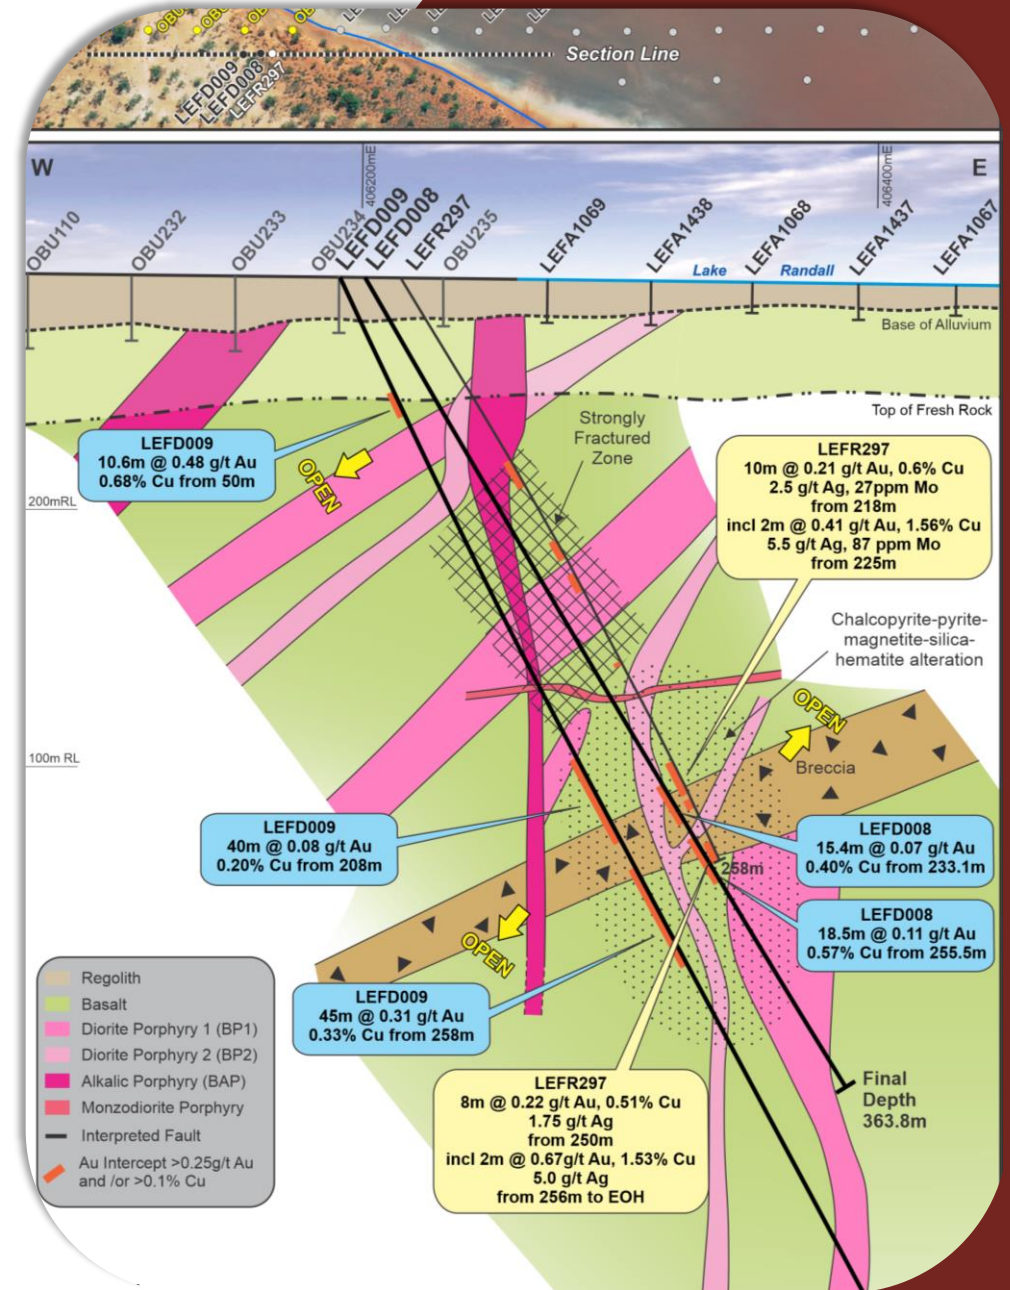 OBU
OBU
OBU
OB
LE
LE
LE
LE
LE
Section Line
LEFD009
LEFD008
LEFR297
W
E
406200mE
406400mE
OBU110
OBU232
OBU233
OBU234
LEFD009
LEFD008
LEFR297
OBU235
LEFA1069
LEFA1438
LEFA1068
LEFA1437
LEFA1067
Lake Randall
Base of Alluvium
Top of Fresh Rock
Strongly
Fractured
Zone
LEFD009
10.6m @ 0.48 g/t Au
0.68% Cu from 50m
OPEN
LEFR297
10m @ 0.21 g/t Au, 0.6% Cu
2.5 g/t Ag, 27ppm Mo
from 218m
incl 2m @ 0.41 g/t Au, 1.56% Cu
5.5 g/t Ag, 87 ppm Mo
from 225m
200mRL
Chalcopyrite-pyrite-
magnetite-silica-
hematite alteration
OPEN
100m RL
Breccia
LEFD009
40m @ 0.08 g/t Au
0.20% Cu from 208m
LEFD008
15.4m @ 0.07 g/t Au
0.40% Cu from 233.1m
258m
LEFD008
18.5m @ 0.11 g/t Au
0.57% Cu from 255.5m
OPEN
LEFD009
45m @ 0.31 g/t Au
0.33% Cu from 258m
Regolith
Basalt
Diorite Porphyry 1 (BP1)
Diorite Porphyry 2 (BP2)
Alkalic Porphyry (BAP)
Monzodiorite Porphyry
Interpreted Fault
Au Intercept >0.25g/t Au
and /or >0.1% Cu
LEFR297
8m @ 0.22 g/t Au, 0.51% Cu
1.75 g/t Ag
from 250m
incl 2m @ 0.67g/t Au, 1.53% Cu
5.0 g/t Ag
from 256m to EOH
Final
Depth
363.8m